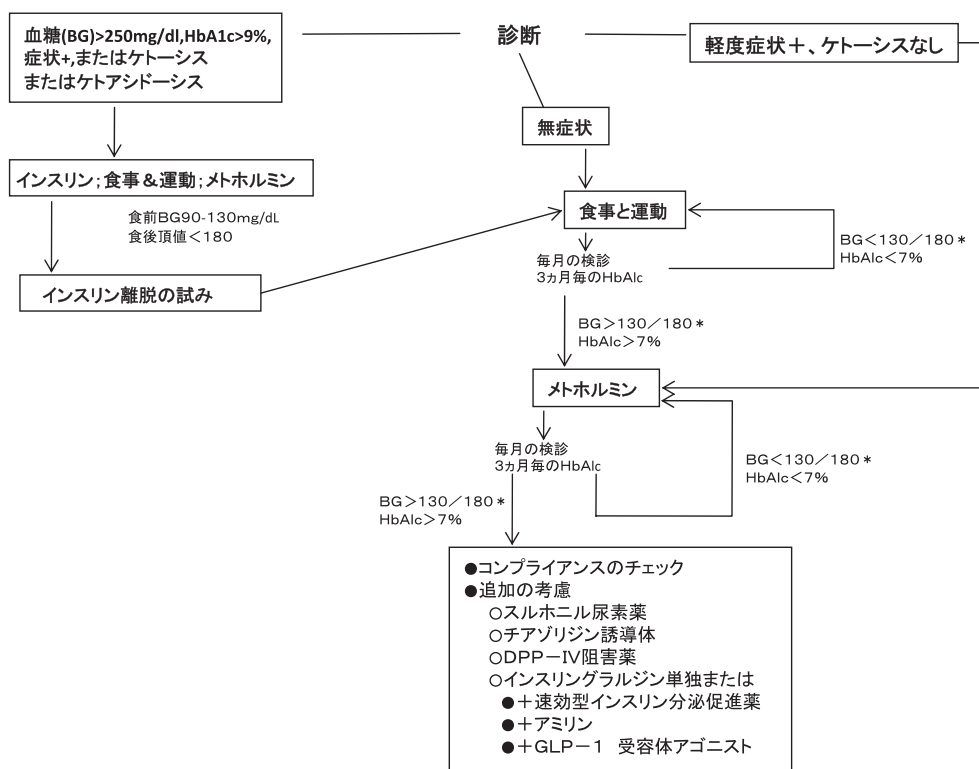 血糖(BG)>250mg/dl,HbA1c>9%,
症状+,またはケトーシス
またはケトアシドーシス
診断
軽度症状＋、ケトーシスなし
無症状
インスリン;食事＆運動;メトホルミン
食前BG90-130mg/dL
食後頂値＜180
インスリン離脱の試み
食事と運動
毎月の検診
3ヵ月毎のHbAlc
BG＜130／180＊
HbAlc＜7%
BG＞130／180＊
HbAlc＞7%
メトホルミン
毎月の検診
3ヵ月毎のHbAlc
BG＜130／180＊
HbAlc＜7%
BG＞130／180＊
HbAlc＞7%
●コンプライアンスのチェック
●追加の考慮
○スルホニル尿素薬
○チアゾリジン誘導体
○DPP－Ⅳ阻害薬
○インスリングラルジン単独または
●＋速効型インスリン分泌促進薬
●＋アミリン
●＋GLP－1　受容体アゴニスト